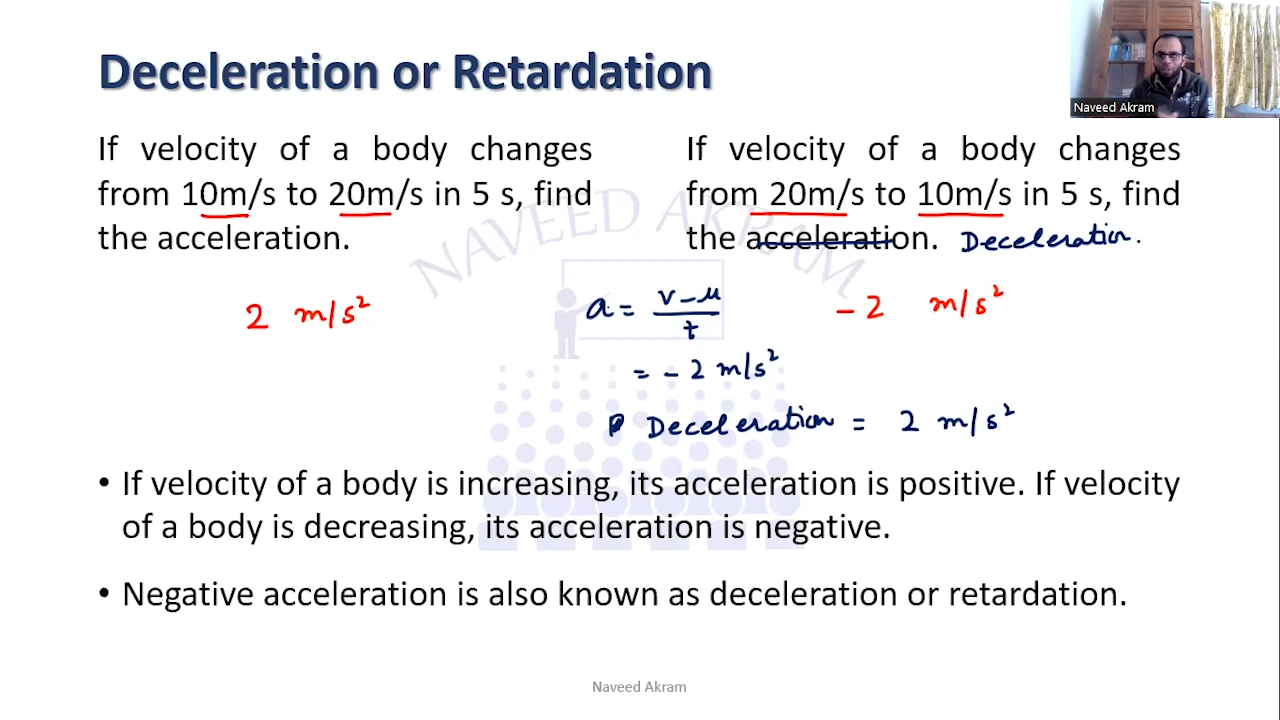 Deceleration or Retardation
Naveed Akram
If velocity of a body changes
from 10m/s to 20m/s in 5 s, find
the acceleration.
2 m/s²
If velocity of a body changes
from 20m/s to 10m/s in 5 s, find
the acceleration. Deceleration.
- 2 m/s²
a = v - u / t
= - 2 m/s²
Deceleration = 2 m/s²
NAVEED AKRAM
• If velocity of a body is increasing, its acceleration is positive. If velocity
of a body is decreasing, its acceleration is negative.
• Negative acceleration is also known as deceleration or retardation.
Naveed Akram